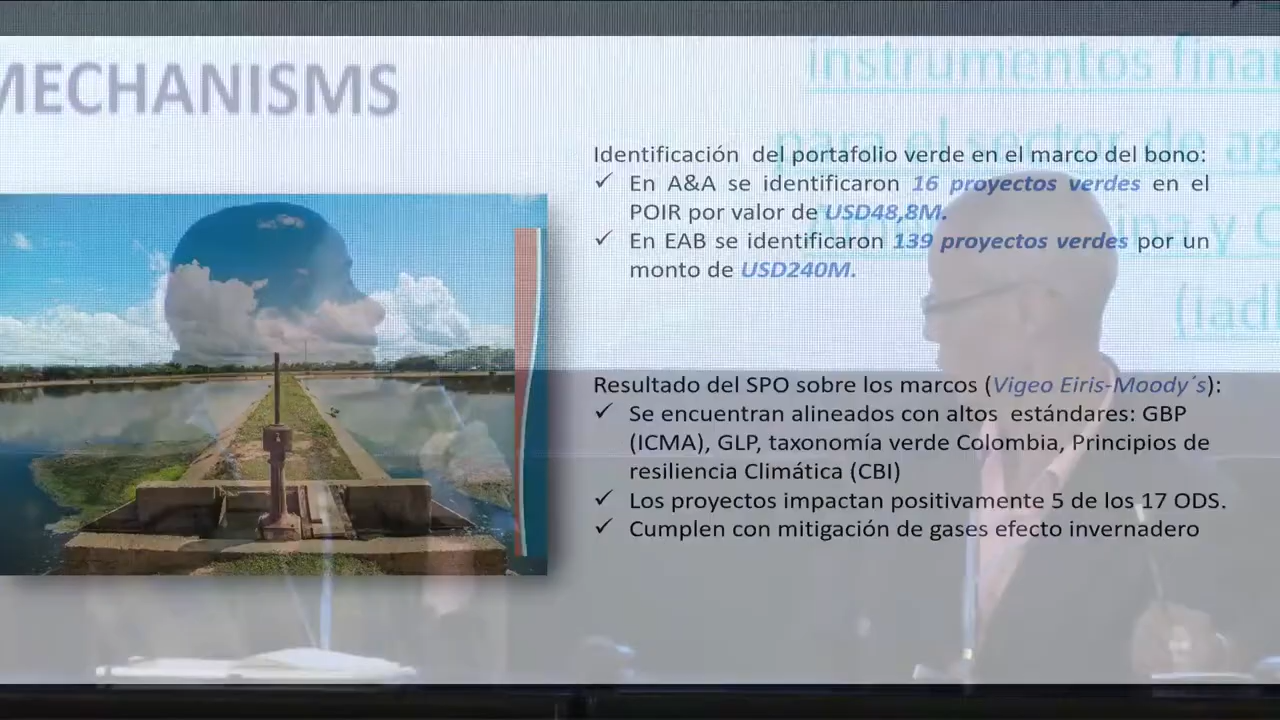 MECHANISMS
instrumentos
para el sector de
Identificación del portafolio verde en el marco del bono:
✓ En A&A se identificaron 16 proyectos verdes en el
POIR por valor de USD48,8M.
✓ En EAB se identificaron 139 proyectos verdes por un
monto de USD240M.
Resultado del SPO sobre los marcos (Vigeo Eiris-Moody´s):
✓ Se encuentran alineados con altos estándares: GBP
(ICMA), GLP, taxonomía verde Colombia, Principios de
resiliencia Climática (CBI)
✓ Los proyectos impactan positivamente 5 de los 17 ODS.
✓ Cumplen con mitigación de gases efecto invernadero